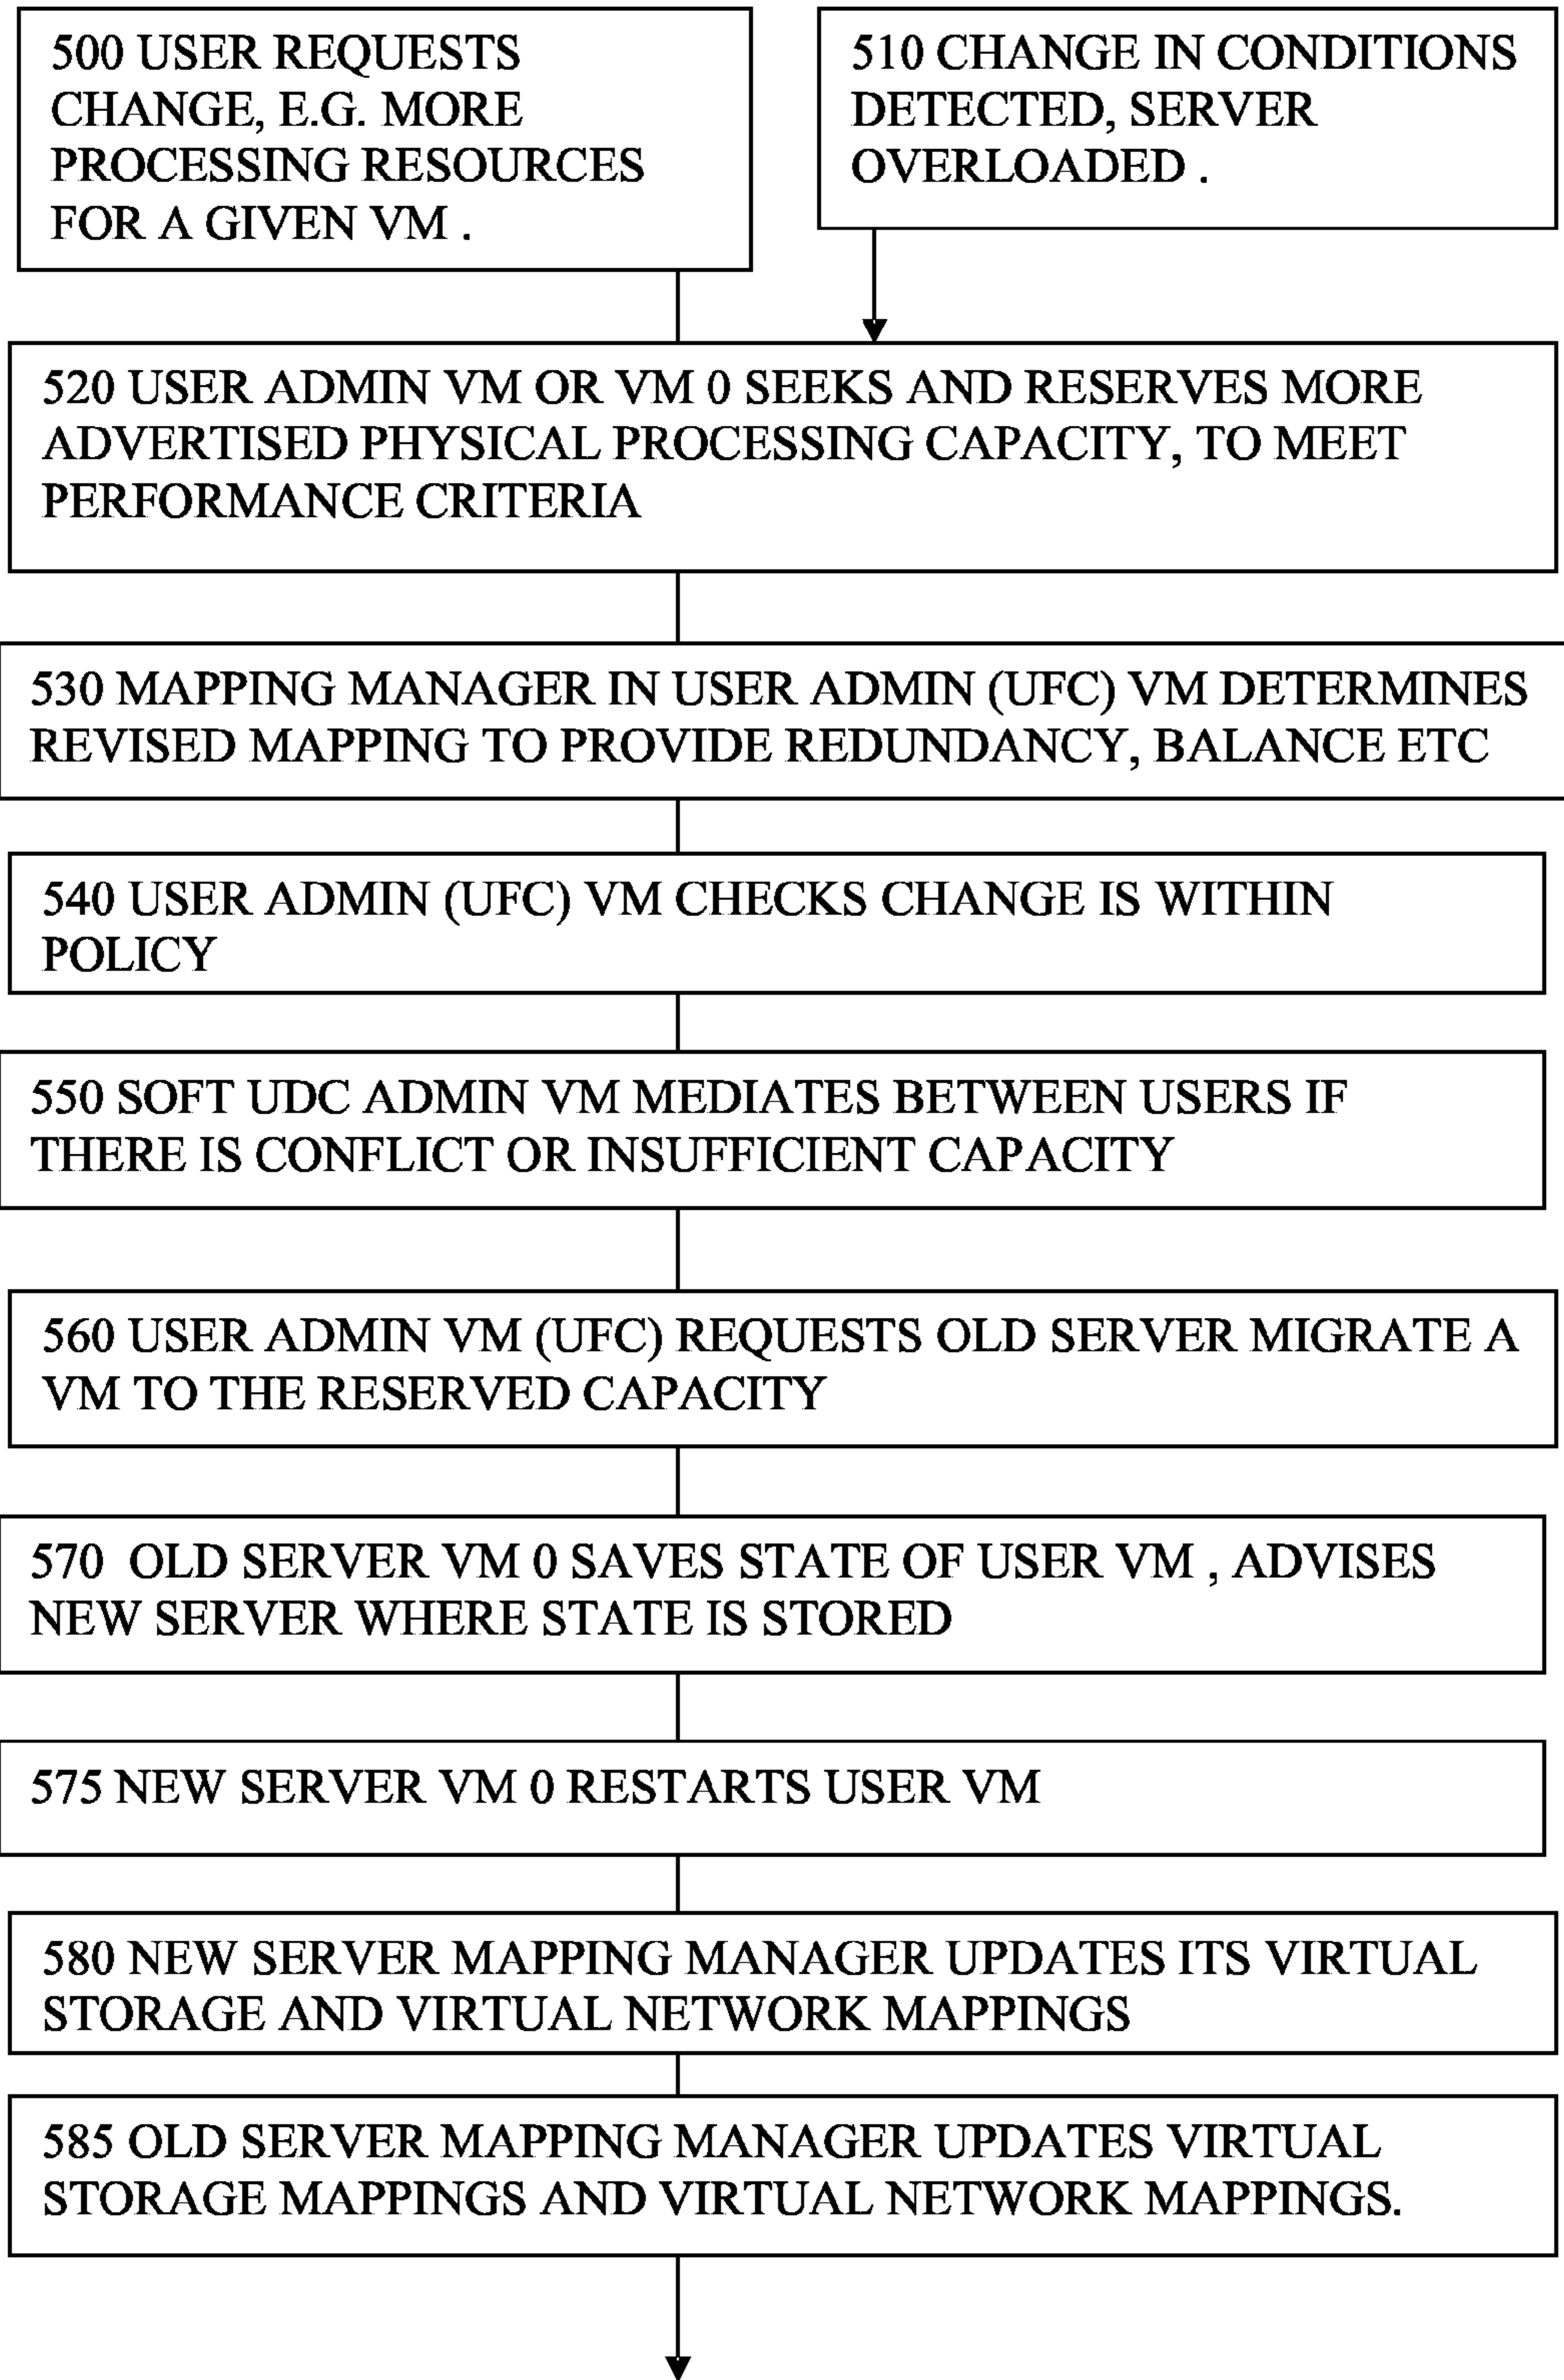 500 USER REQUESTS
CHANGE, E.G. MORE
PROCESSING RESOURCES
FOR A GIVEN VM .
510 CHANGE IN CONDITIONS
DETECTED, SERVER
OVERLOADED .
520 USER ADMIN VM OR VM 0 SEEKS AND RESERVES MORE
ADVERTISED PHYSICAL PROCESSING CAPACITY, TO MEET
PERFORMANCE CRITERIA
530 MAPPING MANAGER IN USER ADMIN (UFC) VM DETERMINES
REVISED MAPPING TO PROVIDE REDUNDANCY, BALANCE ETC
540 USER ADMIN (UFC) VM CHECKS CHANGE IS WITHIN
POLICY
550 SOFT UDC ADMIN VM MEDIATES BETWEEN USERS IF
THERE IS CONFLICT OR INSUFFICIENT CAPACITY
560 USER ADMIN VM (UFC) REQUESTS OLD SERVER MIGRATE A
VM TO THE RESERVED CAPACITY
570 OLD SERVER VM 0 SAVES STATE OF USER VM , ADVISES
NEW SERVER WHERE STATE IS STORED
575 NEW SERVER VM 0 RESTARTS USER VM
580 NEW SERVER MAPPING MANAGER UPDATES ITS VIRTUAL
STORAGE AND VIRTUAL NETWORK MAPPINGS
585 OLD SERVER MAPPING MANAGER UPDATES VIRTUAL
STORAGE MAPPINGS AND VIRTUAL NETWORK MAPPINGS.